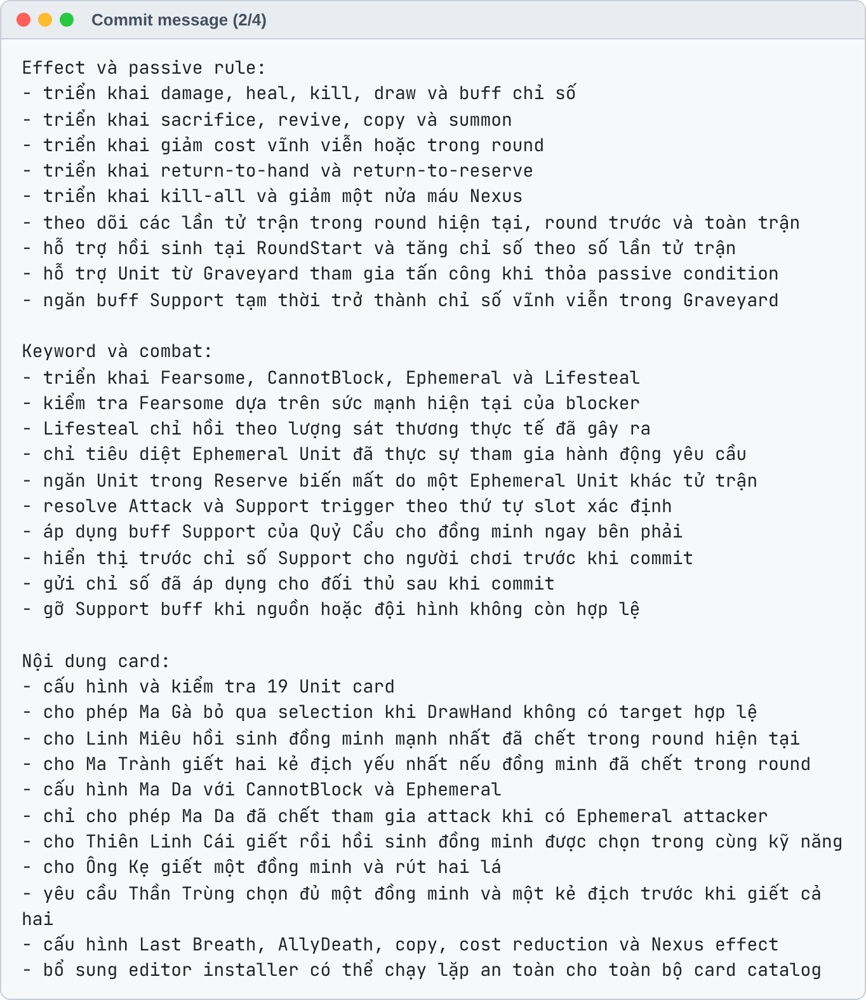 Commit message (2/4)
Effect và passive rule:
- triển khai damage, heal, kill, draw và buff chỉ số
- triển khai sacrifice, revive, copy và summon
- triển khai giảm cost vĩnh viễn hoặc trong round
- triển khai return-to-hand và return-to-reserve
- triển khai kill-all và giảm một nửa máu Nexus
- theo dõi các lần tử trận trong round hiện tại, round trước và toàn trận
- hỗ trợ hồi sinh tại RoundStart và tăng chỉ số theo số lần tử trận
- hỗ trợ Unit từ Graveyard tham gia tấn công khi thỏa passive condition
- ngăn buff Support tạm thời trở thành chỉ số vĩnh viễn trong Graveyard
Keyword và combat:
- triển khai Fearsome, CannotBlock, Ephemeral và Lifesteal
- kiểm tra Fearsome dựa trên sức mạnh hiện tại của blocker
- Lifesteal chỉ hồi theo lượng sát thương thực tế đã gây ra
- chỉ tiêu diệt Ephemeral Unit đã thực sự tham gia hành động yêu cầu
- ngăn Unit trong Reserve biến mất do một Ephemeral Unit khác tử trận
- resolve Attack và Support trigger theo thứ tự slot xác định
- áp dụng buff Support của Quỷ Cẩu cho đồng minh ngay bên phải
- hiển thị trước chỉ số Support cho người chơi trước khi commit
- gửi chỉ số đã áp dụng cho đối thủ sau khi commit
- gỡ Support buff khi nguồn hoặc đội hình không còn hợp lệ
Nội dung card:
- cấu hình và kiểm tra 19 Unit card
- cho phép Ma Gà bỏ qua selection khi DrawHand không có target hợp lệ
- cho Linh Miêu hồi sinh đồng minh mạnh nhất đã chết trong round hiện tại
- cho Ma Trành giết hai kẻ địch yếu nhất nếu đồng minh đã chết trong round
- cấu hình Ma Da với CannotBlock và Ephemeral
- chỉ cho phép Ma Da đã chết tham gia attack khi có Ephemeral attacker
- cho Thiên Linh Cái giết rồi hồi sinh đồng minh được chọn trong cùng kỹ năng
- cho Ông Kẹ giết một đồng minh và rút hai lá
- yêu cầu Thần Trùng chọn đủ một đồng minh và một kẻ địch trước khi giết cả
hai
- cấu hình Last Breath, AllyDeath, copy, cost reduction và Nexus effect
- bổ sung editor installer có thể chạy lặp an toàn cho toàn bộ card catalog